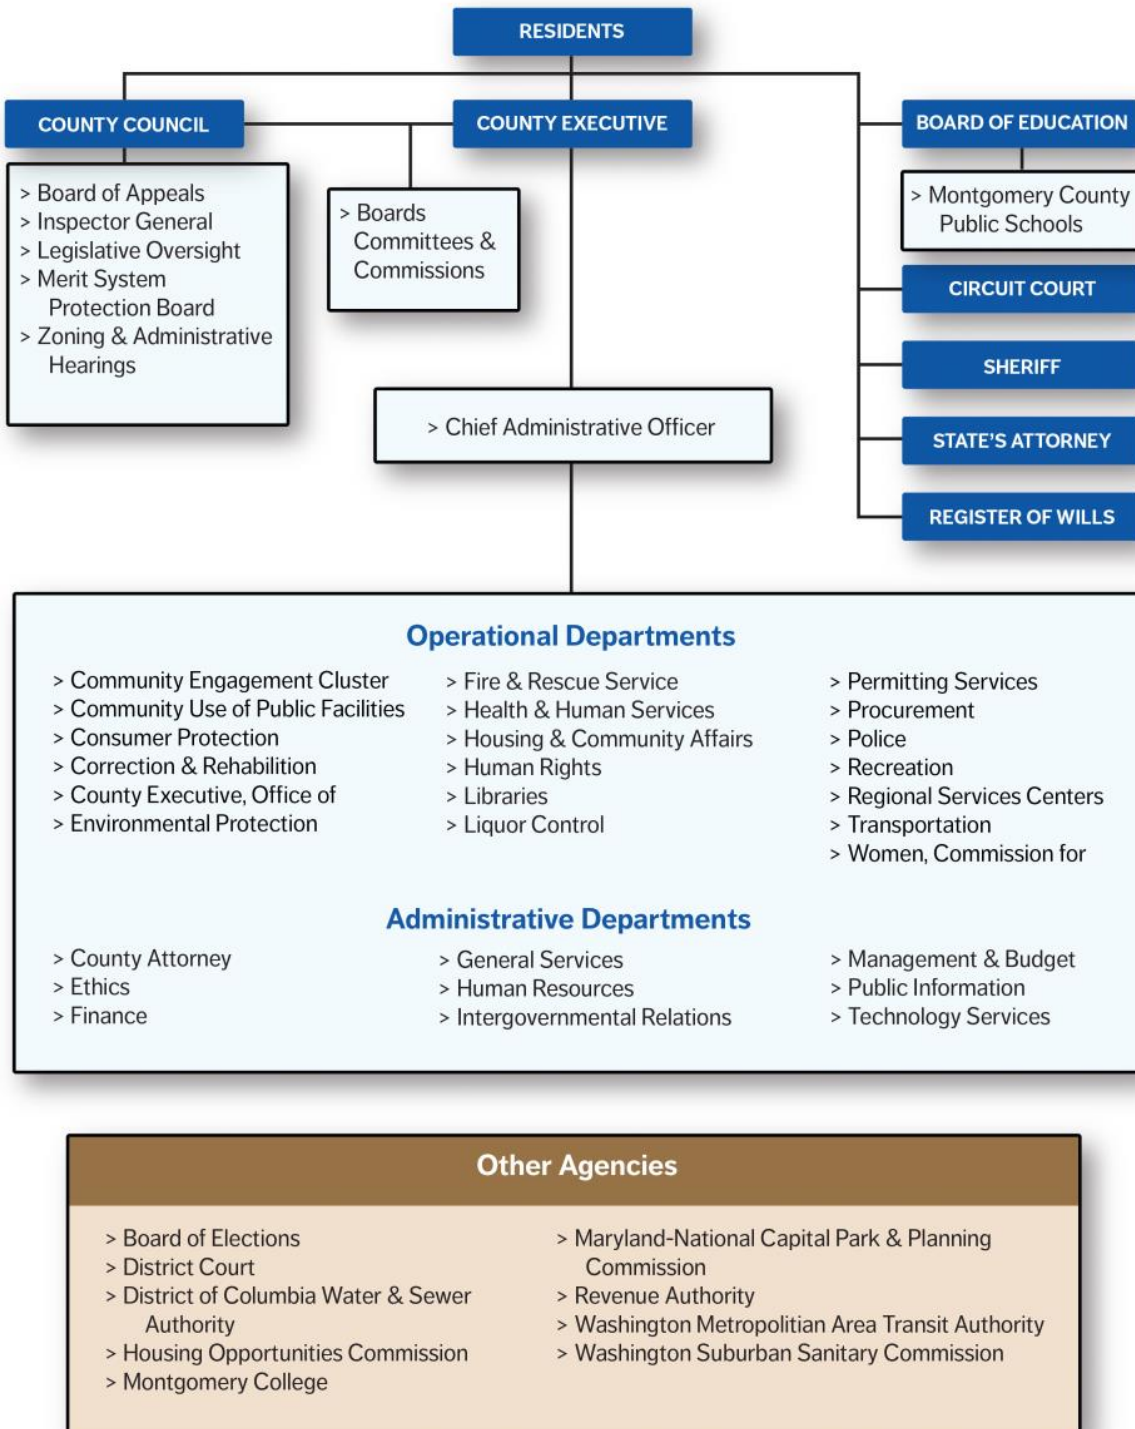 RESIDENTS
COUNTY COUNCIL
COUNTY EXECUTIVE
BOARD OF EDUCATION
> Board of Appeals
> Inspector General
> Legislative Oversight
> Merit System
Protection Board
> Zoning & Administrative
Hearings
> Boards
Committees &
Commissions
> Montgomery County
Public Schools
CIRCUIT COURT
SHERIFF
STATE'S ATTORNEY
REGISTER OF WILLS
> Chief Administrative Officer
Operational Departments
> Community Engagement Cluster
> Community Use of Public Facilities
> Consumer Protection
> Correction & Rehabilition
> County Executive, Office of
> Environmental Protection
> Fire & Rescue Service
> Health & Human Services
> Housing & Community Affairs
> Human Rights
> Libraries
> Liquor Control
> Permitting Services
> Procurement
> Police
> Recreation
> Regional Services Centers
> Transportation
> Women, Commission for
Administrative Departments
> County Attorney
> Ethics
> Finance
> General Services
> Human Resources
> Intergovernmental Relations
> Management & Budget
> Public Information
> Technology Services
Other Agencies
> Board of Elections
> District Court
> District of Columbia Water & Sewer
Authority
> Housing Opportunities Commission
> Montgomery College
> Maryland-National Capital Park & Planning
Commission
> Revenue Authority
> Washington Metropolitian Area Transit Authority
> Washington Suburban Sanitary Commission